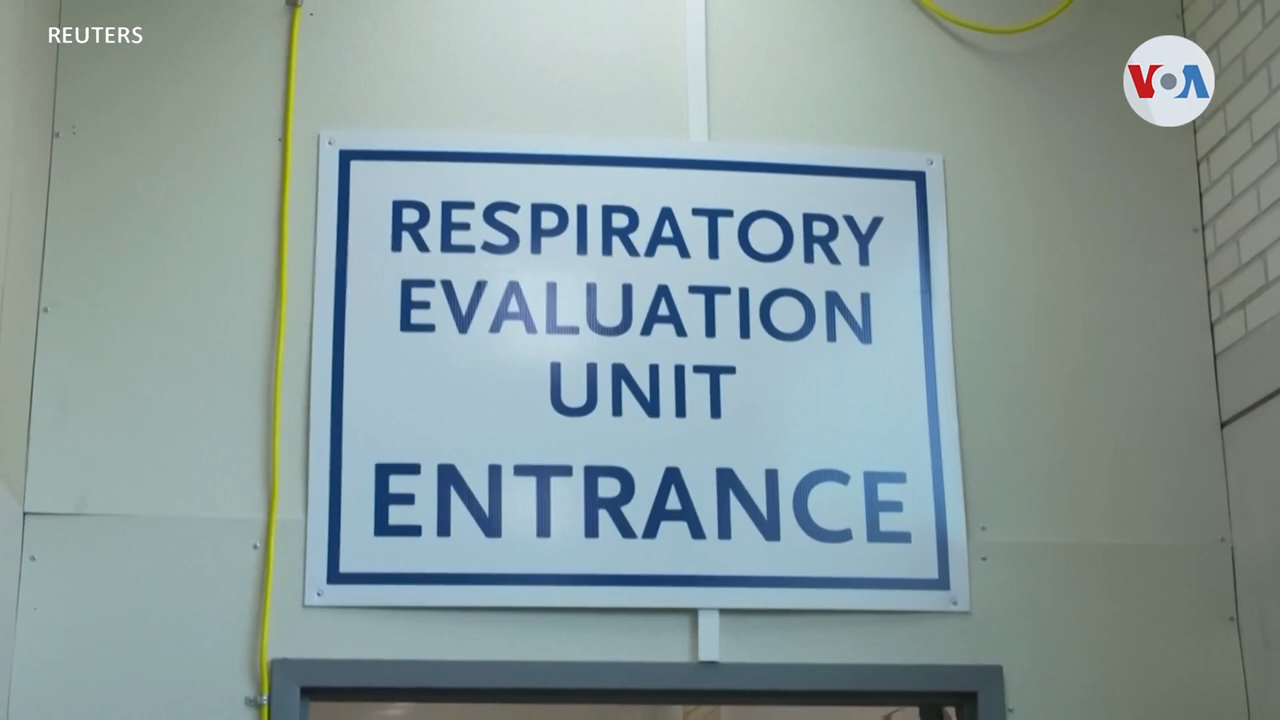 REUTERS
VOA
RESPIRATORY
EVALUATION
UNIT
ENTRANCE